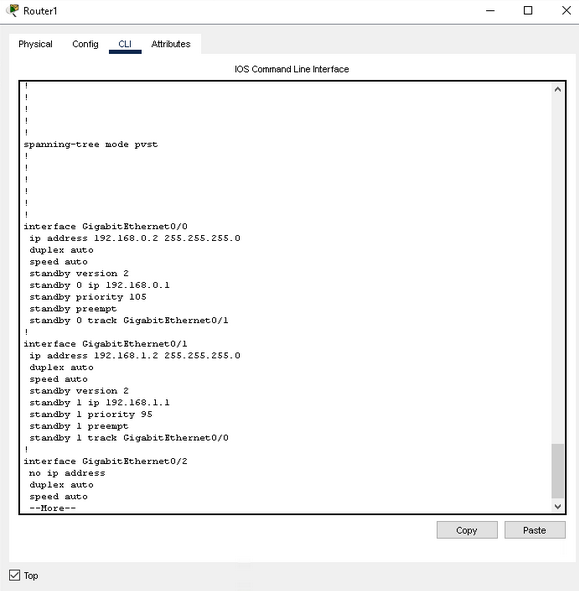 Router1
Physical Config CLI Attributes
IOS Command Line Interface
!
!
!
!
!
spanning-tree mode pvst
!
!
!
!
!
!
interface GigabitEthernet0/0
ip address 192.168.0.2 255.255.255.0
duplex auto
speed auto
standby version 2
standby 0 ip 192.168.0.1
standby priority 105
standby preempt
standby 0 track GigabitEthernet0/1
!
interface GigabitEthernet0/1
ip address 192.168.1.2 255.255.255.0
duplex auto
speed auto
standby version 2
standby 1 ip 192.168.1.1
standby 1 priority 95
standby 1 preempt
standby 1 track GigabitEthernet0/0
!
interface GigabitEthernet0/2
no ip address
duplex auto
speed auto
--More--
Copy Paste
Top